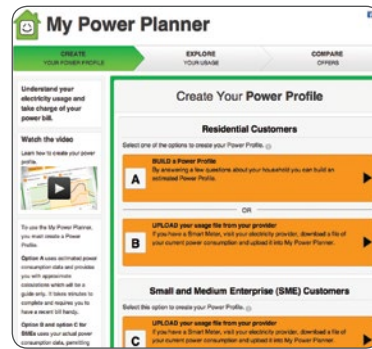 My Power Planner
CREATE
YOUR POWER PROFILE
EXPLORE
YOUR USAGE
COMPARE
OFFERS
Understand your
electricity usage and
take charge of your
power bill.
Watch the video
Learn how to create your power
profile.
To use the My Power Planner,
you must create a Power
Profile.
Option A uses estimated power
consumption data and provides
you with approximate
calculations which will be a
guide only. It takes minutes to
complete and requires you to
have a recent bill handy.
Option B and option C for
SMEs uses your actual power
consumption data, permitting
Create Your Power Profile
Residential Customers
Select one of the options to create your Power Profile.
A
BUILD a Power Profile
By answering a few questions about your household you can build an
estimated Power Profile.
OR
B
UPLOAD your usage file from your provider
If you have a Smart Meter, visit your electricity provider, download a file of
your current power consumption and upload it into My Power Planner.
Small and Medium Enterprise (SME) Customers
Select this option to create your Power Profile.
C
UPLOAD your usage file from your provider
If you have a Smart Meter, visit your electricity provider, download a file of
your current power consumption and upload it into My Power Planner.